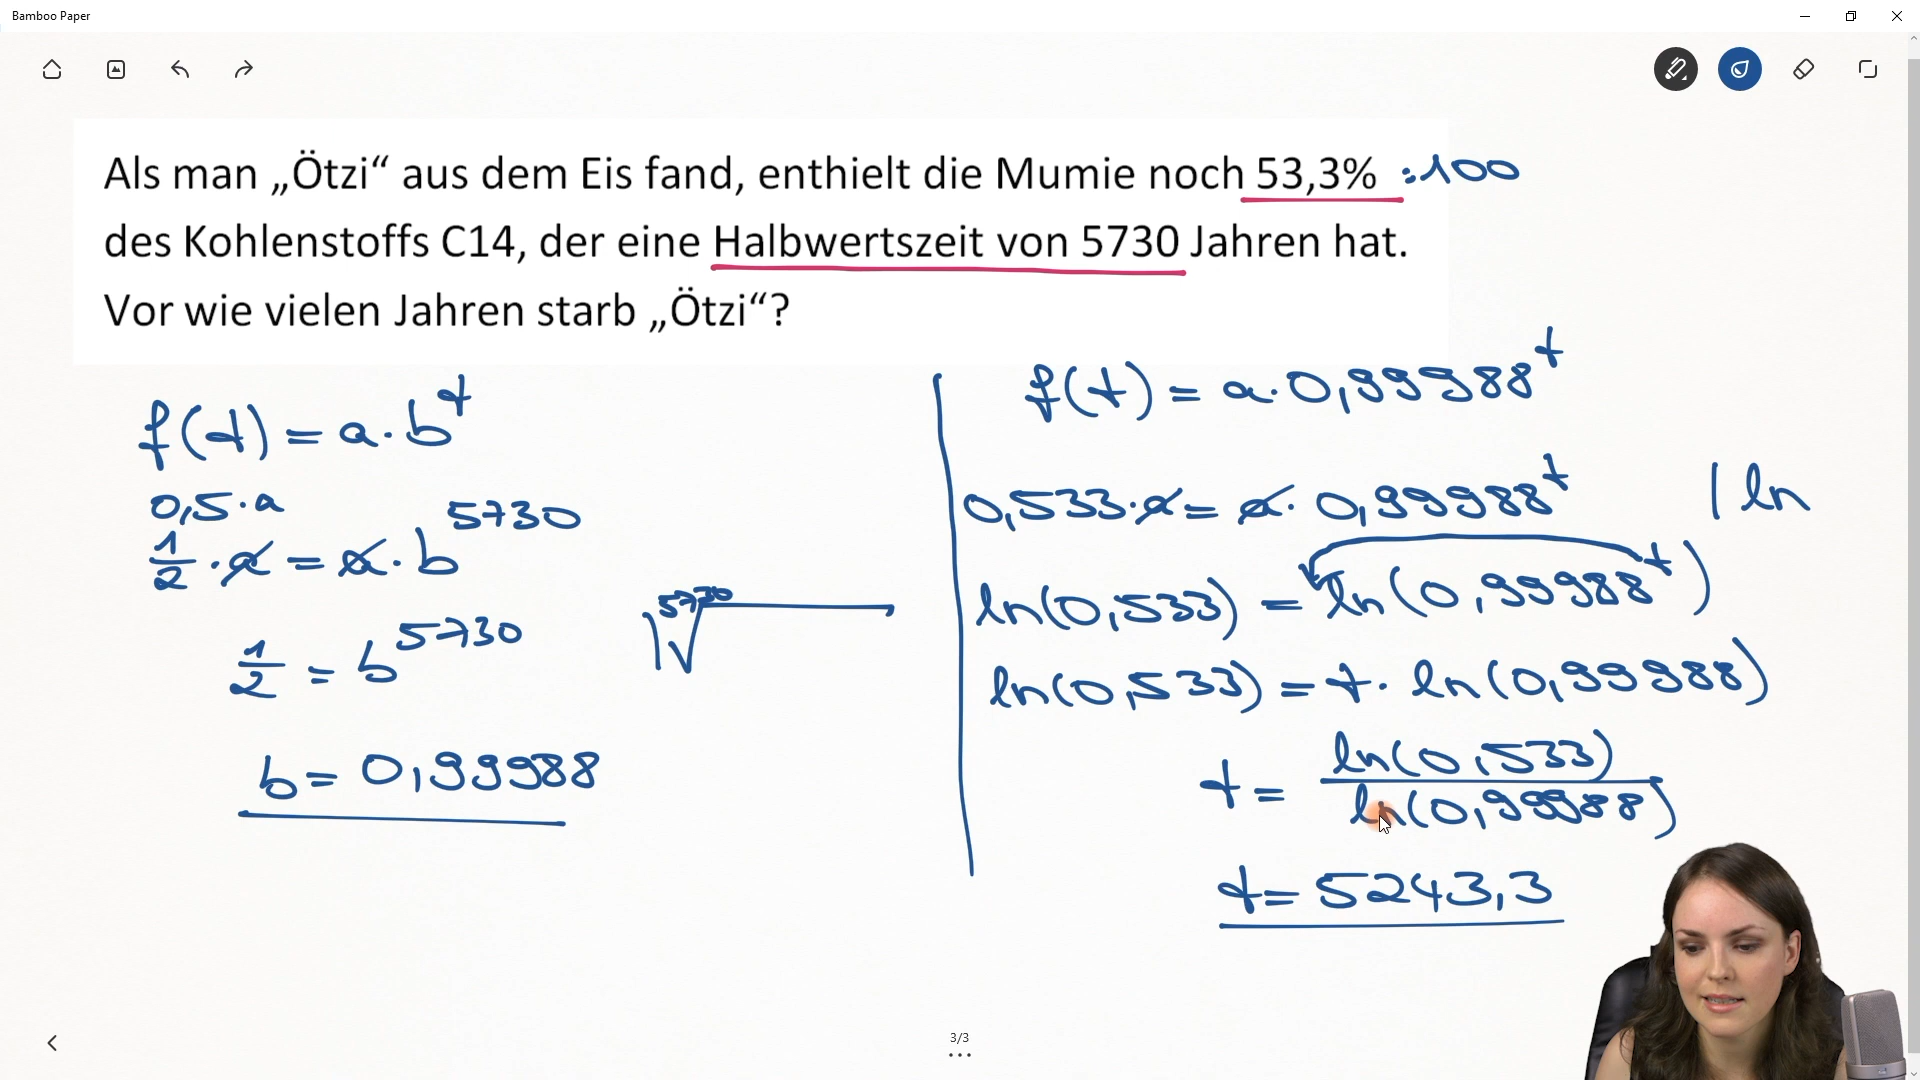 Bamboo Paper
Als man „Ötzi“ aus dem Eis fand, enthielt die Mumie noch 53,3% :100
des Kohlenstoffs C14, der eine Halbwertszeit von 5730 Jahren hat.
Vor wie vielen Jahren starb „Ötzi“?
f(t) = a · b^t
0,5 · a
1/2 · a = a · b^5730
1/2 = b^5730
5730√
b = 0,99988
f(t) = a · 0,99988^t
0,533 · a = a · 0,99988^t | ln
ln(0,533) = ln(0,99988^t)
ln(0,533) = t · ln(0,99988)
t = ln(0,533) / ln(0,99988)
t = 5243,3
3/3